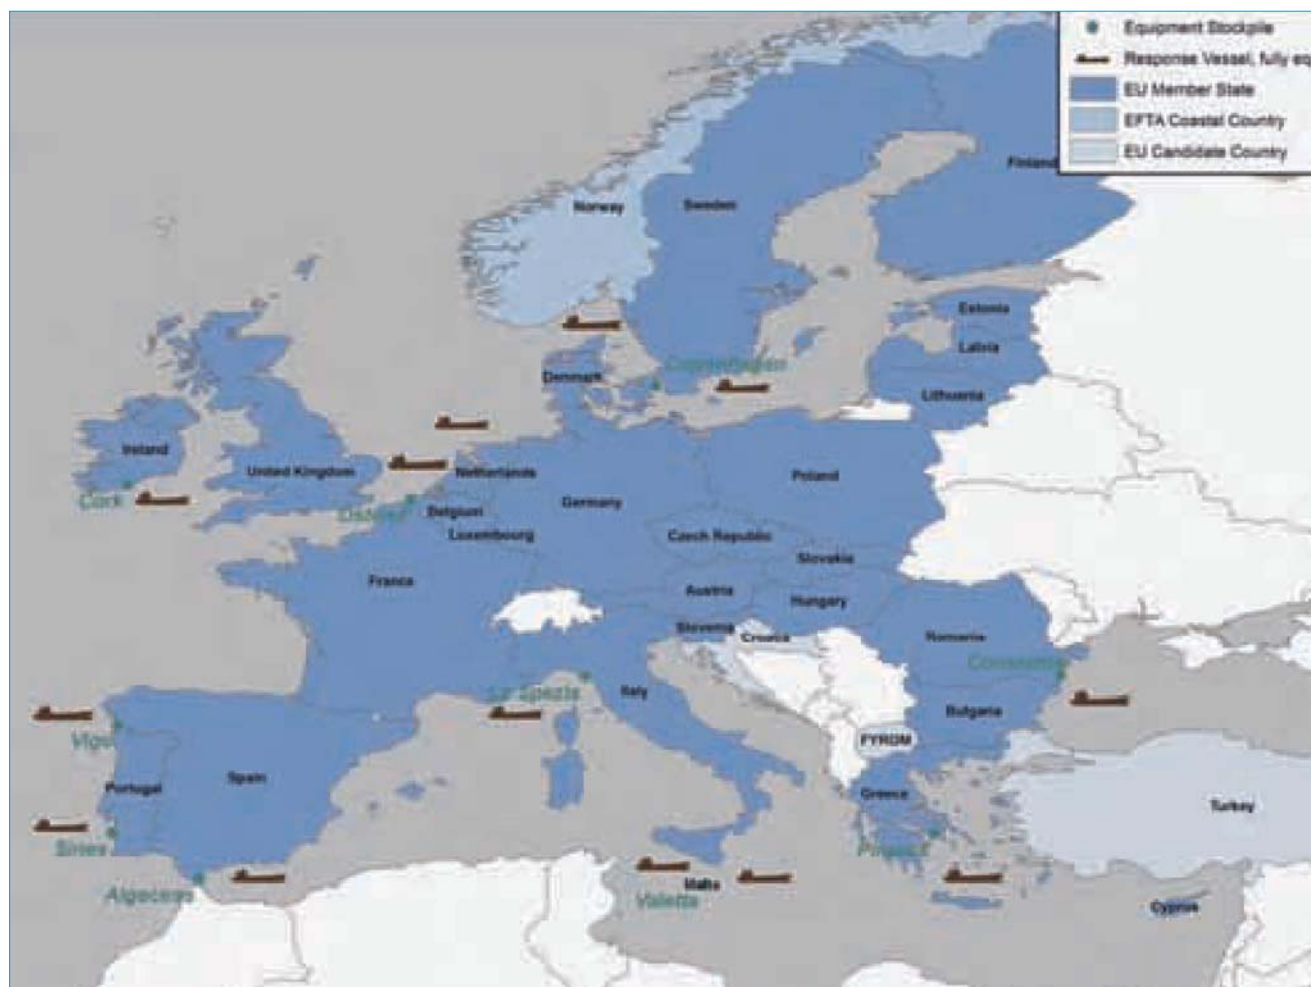 Equipment Stockpile
Response Vessel, fully eq
EU Member State
EFTA Coastal Country
EU Candidate Country
Finland
Norway
Sweden
Estonia
Latvia
Lithuania
Copenhagen
Denmark
Ireland
United Kingdom
Netherlands
Cork
Ostend
Belgium
Germany
Poland
Luxembourg
Czech Republic
Slovakia
France
Austria
Hungary
Slovenia
Croatia
Romania
Constanta
La Spezia
Italy
Bulgaria
Vigo
FYROM
Portugal
Spain
Greece
Turkey
Sines
Piraeus
Algeciras
Malta
Valetta
Cyprus